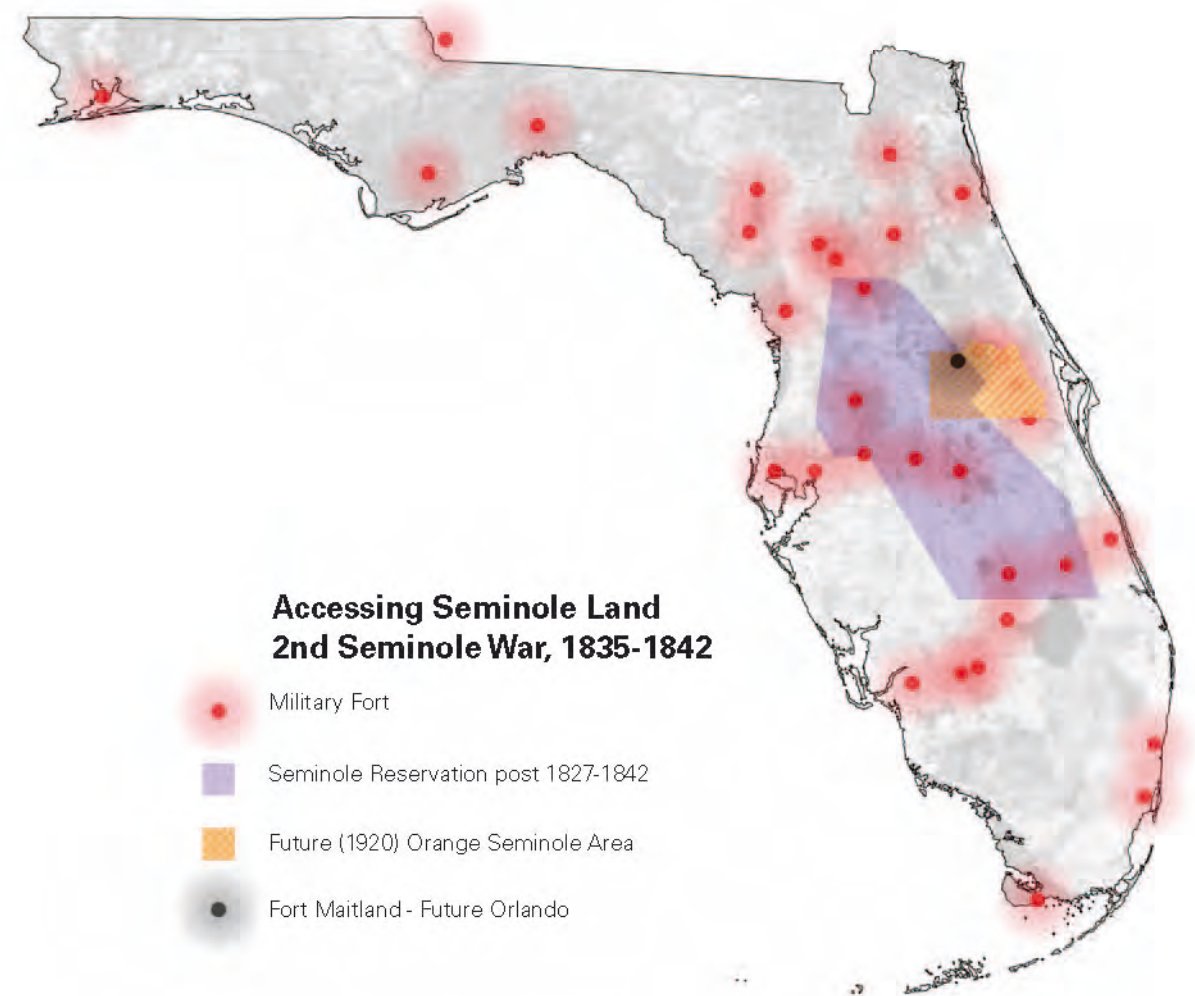 Accessing Seminole Land
2nd Seminole War, 1835-1842
Military Fort
Seminole Reservation post 1827-1842
Future (1920) Orange Seminole Area
Fort Maitland - Future Orlando